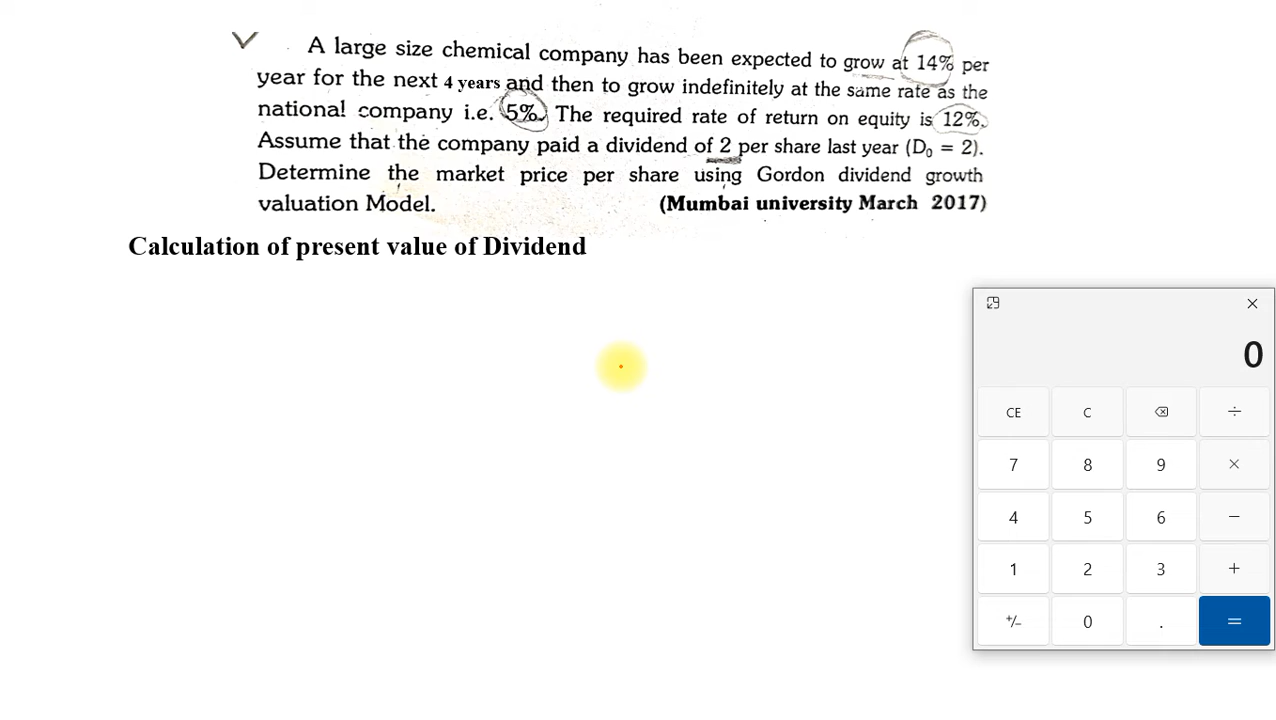 A large size chemical company has been expected to grow at 14% per
year for the next 4 years and then to grow indefinitely at the same rate as the
national company i.e. 5%. The required rate of return on equity is 12%.
Assume that the company paid a dividend of 2 per share last year (D₀ = 2).
Determine the market price per share using Gordon dividend growth
valuation Model. (Mumbai university March 2017)
Calculation of present value of Dividend
0
CE C ÷
7 8 9 ×
4 5 6 −
1 2 3 +
+/− 0 . =